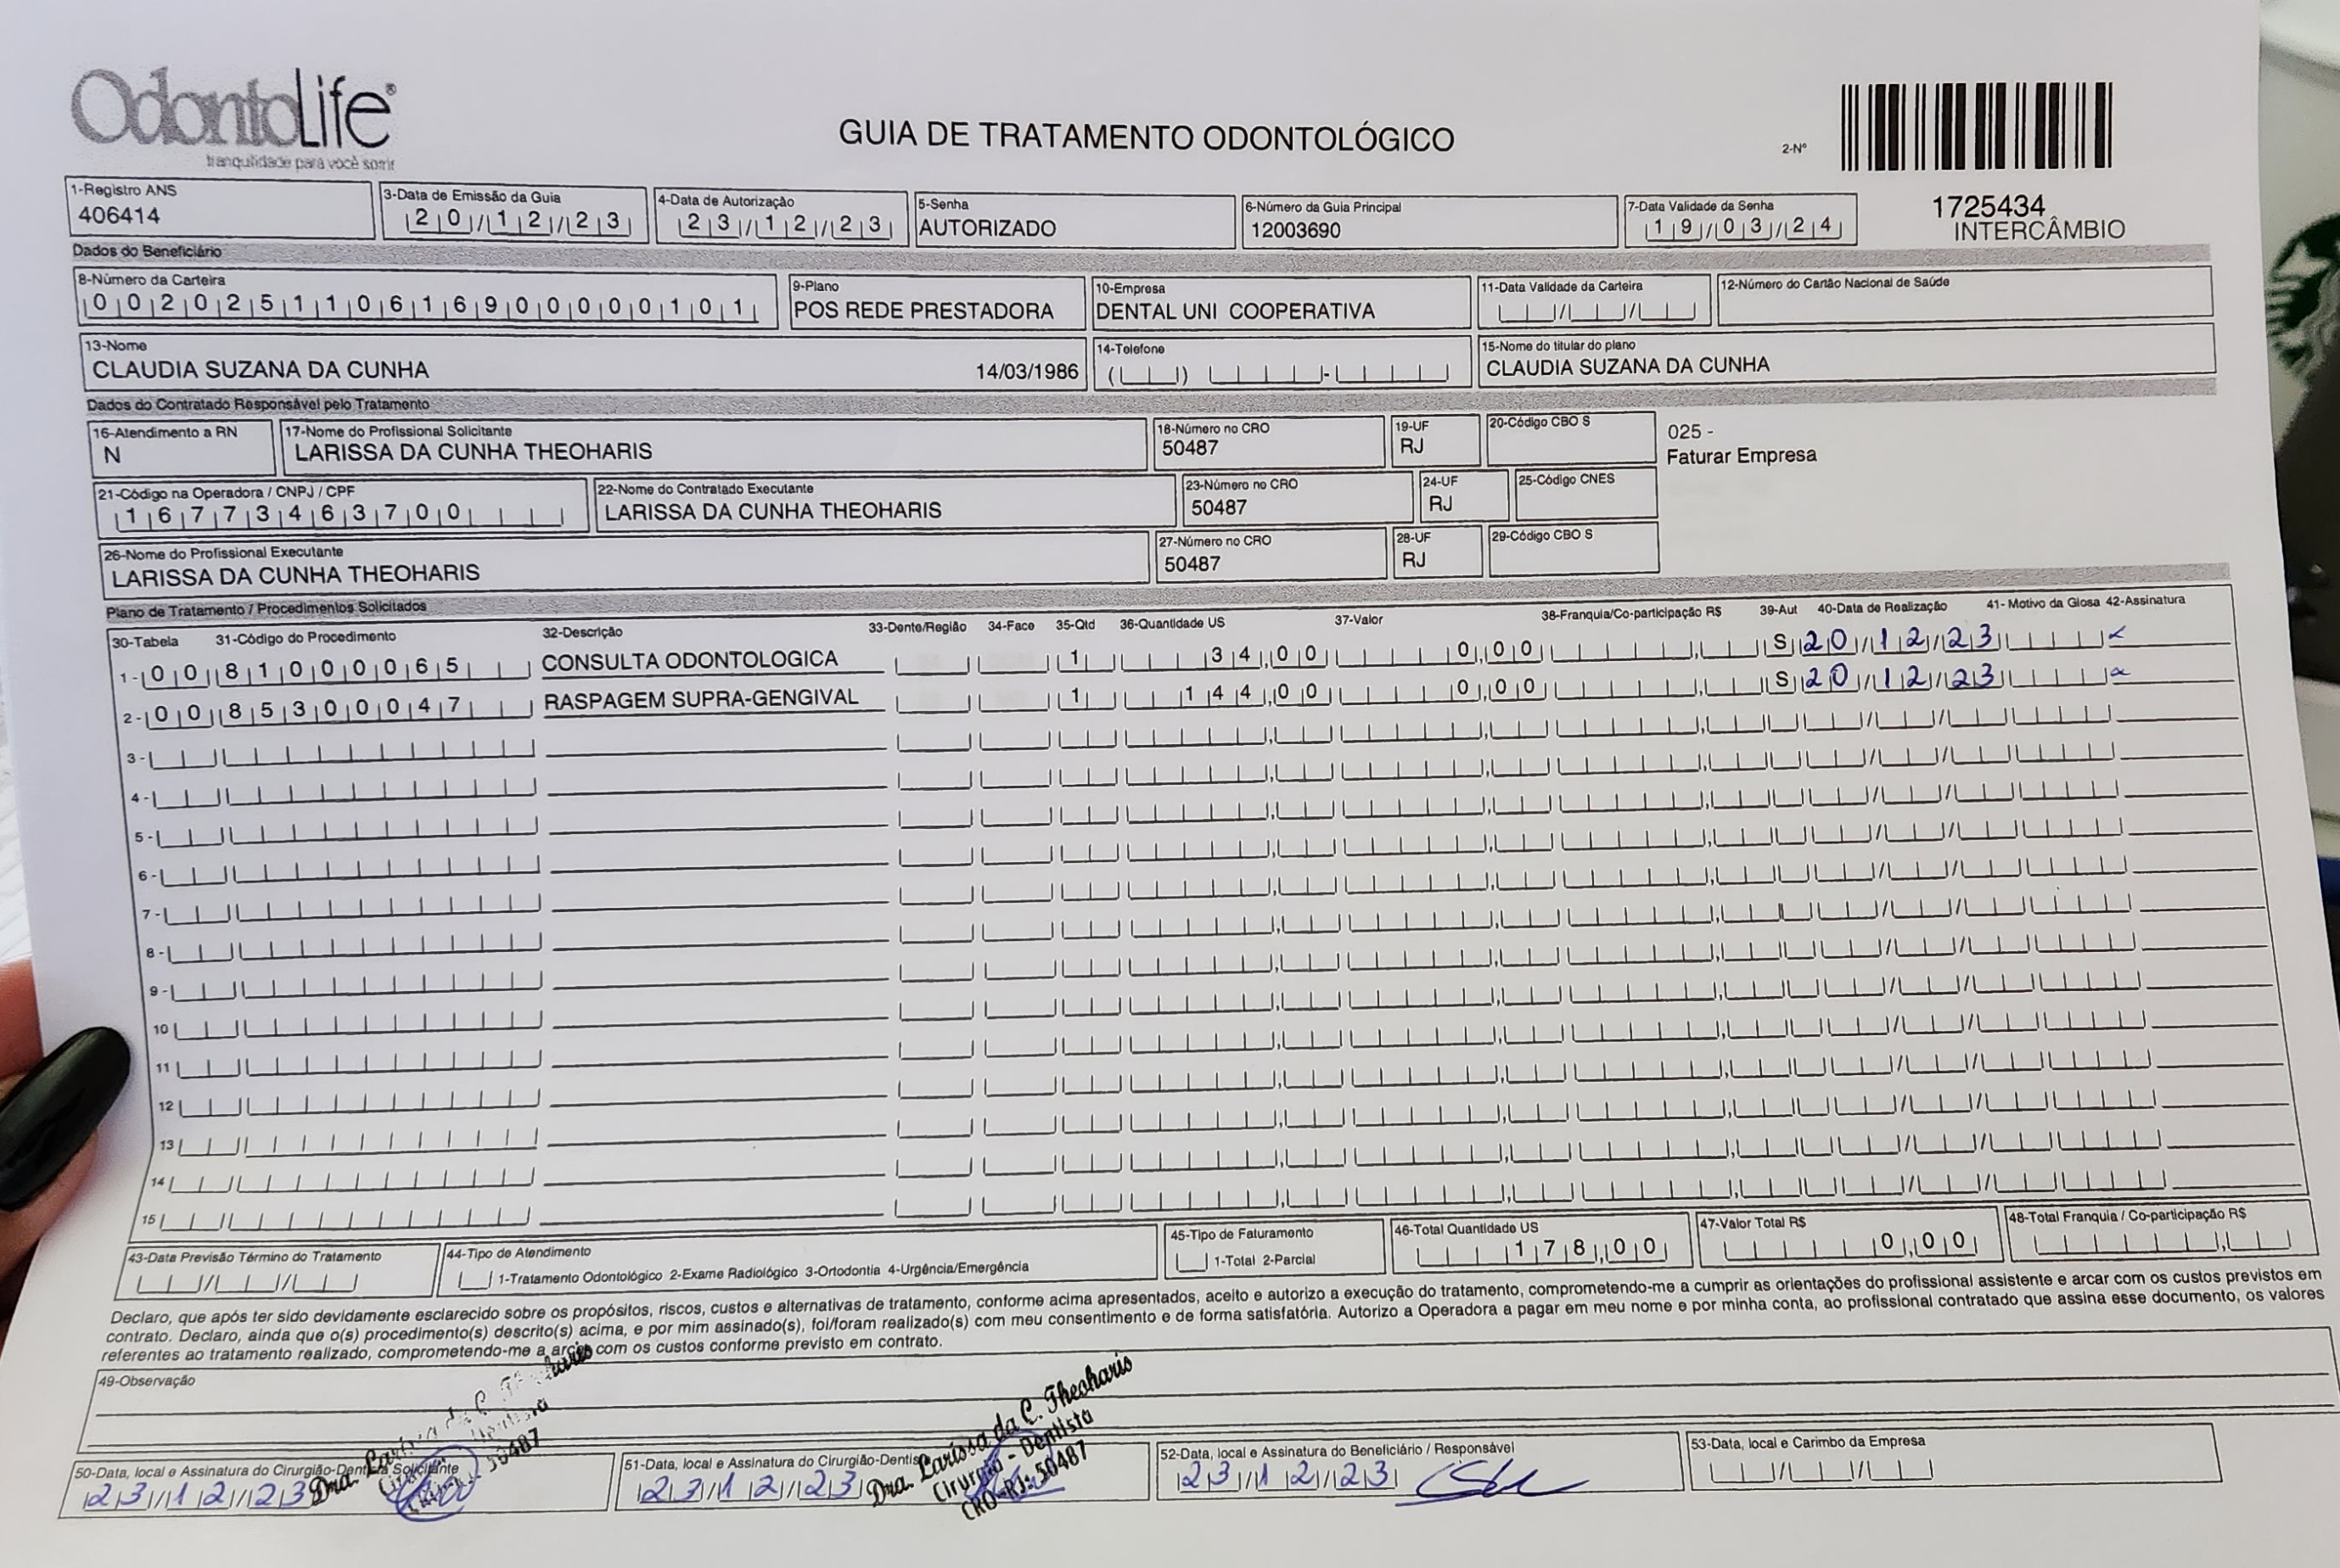 OdontoLife®
tranquilidade para você sorrir
GUIA DE TRATAMENTO ODONTOLÓGICO
2-Nº
1725434
INTERCÂMBIO
1-Registro ANS
406414
3-Data de Emissão da Guia
20/12/23
4-Data de Autorização
23/12/23
5-Senha
AUTORIZADO
6-Número da Guia Principal
12003690
7-Data Validade da Senha
19/03/24
Dados do Beneficiário
8-Número da Carteira
002025110616900000101
9-Plano
POS REDE PRESTADORA
10-Empresa
DENTAL UNI COOPERATIVA
11-Data Validade da Carteira
12-Número do Cartão Nacional de Saúde
13-Nome
CLAUDIA SUZANA DA CUNHA 14/03/1986
14-Telefone
15-Nome do titular do plano
CLAUDIA SUZANA DA CUNHA
Dados do Contratado Responsável pelo Tratamento
16-Atendimento a RN
N
17-Nome do Profissional Solicitante
LARISSA DA CUNHA THEOHARIS
18-Número no CRO
50487
19-UF
RJ
20-Código CBO S
025 -
Faturar Empresa
21-Código na Operadora / CNPJ / CPF
16773463700
22-Nome do Contratado Executante
LARISSA DA CUNHA THEOHARIS
23-Número no CRO
50487
24-UF
RJ
25-Código CNES
26-Nome do Profissional Executante
LARISSA DA CUNHA THEOHARIS
27-Número no CRO
50487
28-UF
RJ
29-Código CBO S
Plano de Tratamento / Procedimentos Solicitados
30-Tabela 31-Código do Procedimento 32-Descrição 33-Dente/Região 34-Face 35-Qtd 36-Quantidade US 37-Valor 38-Franquia/Co-participação R$ 39-Aut 40-Data de Realização 41- Motivo da Glosa 42-Assinatura
1- 00 81000065 CONSULTA ODONTOLOGICA 1 34,00 0,00 S 20/12/23
2- 00 85300047 RASPAGEM SUPRA-GENGIVAL 1 144,00 0,00 S 20/12/23
3-
4-
5-
6-
7-
8-
9-
10
11
12
13
14
15
43-Data Previsão Término do Tratamento
44-Tipo de Atendimento
1-Tratamento Odontológico 2-Exame Radiológico 3-Ortodontia 4-Urgência/Emergência
45-Tipo de Faturamento
1-Total 2-Parcial
46-Total Quantidade US
178,00
47-Valor Total R$
0,00
48-Total Franquia / Co-participação R$
Declaro, que após ter sido devidamente esclarecido sobre os propósitos, riscos, custos e alternativas de tratamento, conforme acima apresentados, aceito e autorizo a execução do tratamento, comprometendo-me a cumprir as orientações do profissional assistente e arcar com os custos previstos em
contrato. Declaro, ainda que o(s) procedimento(s) descrito(s) acima, e por mim assinado(s), foi/foram realizado(s) com meu consentimento e de forma satisfatória. Autorizo a Operadora a pagar em meu nome e por minha conta, ao profissional contratado que assina esse documento, os valores
referentes ao tratamento realizado, comprometendo-me a arcar com os custos conforme previsto em contrato.
49-Observação
50-Data, local e Assinatura do Cirurgião-Dentista Solicitante
23/12/23
Dra.
50487
51-Data, local e Assinatura do Cirurgião-Dentis
23/12/23
Dra. Larissa da C. Theoharis
Cirurgião - Dentista
CRO-RJ: 50487
52-Data, local e Assinatura do Beneficiário / Responsável
23/12/23
53-Data, local e Carimbo da Empresa